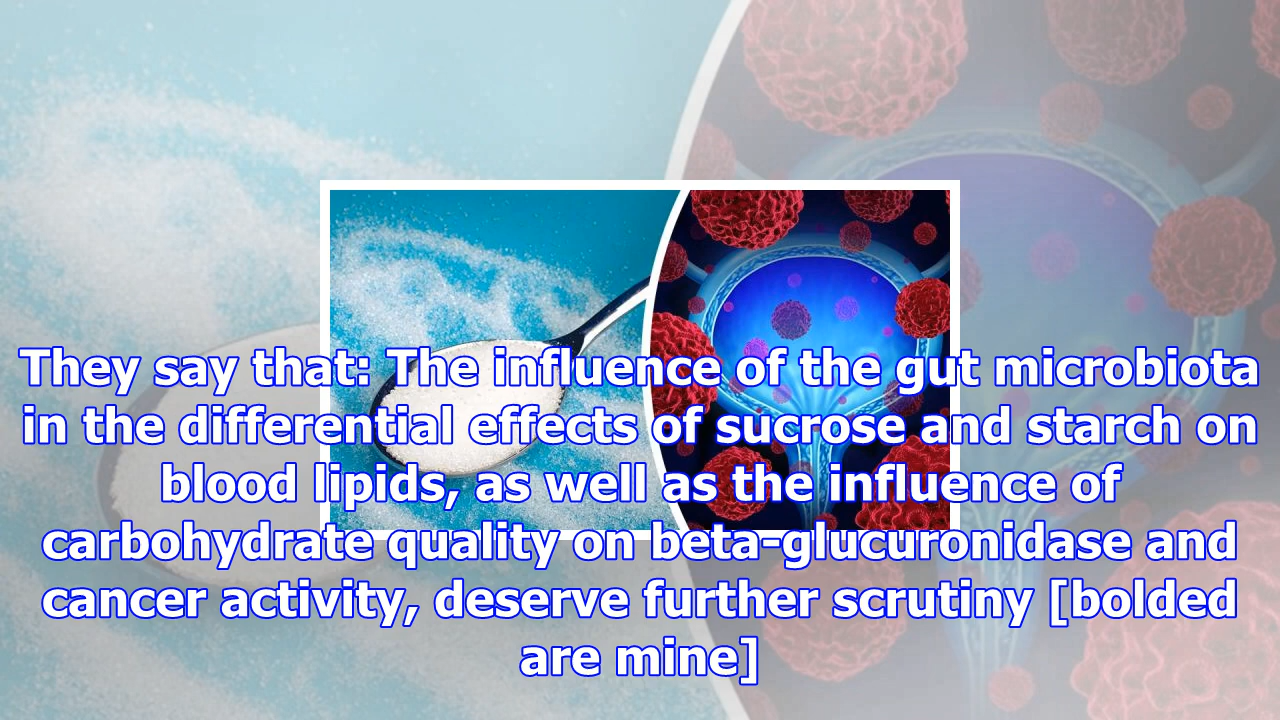 They say that: The influence of the gut microbiota
in the differential effects of sucrose and starch on
blood lipids, as well as the influence of
carbohydrate quality on beta-glucuronidase and
cancer activity, deserve further scrutiny [bolded
are mine]